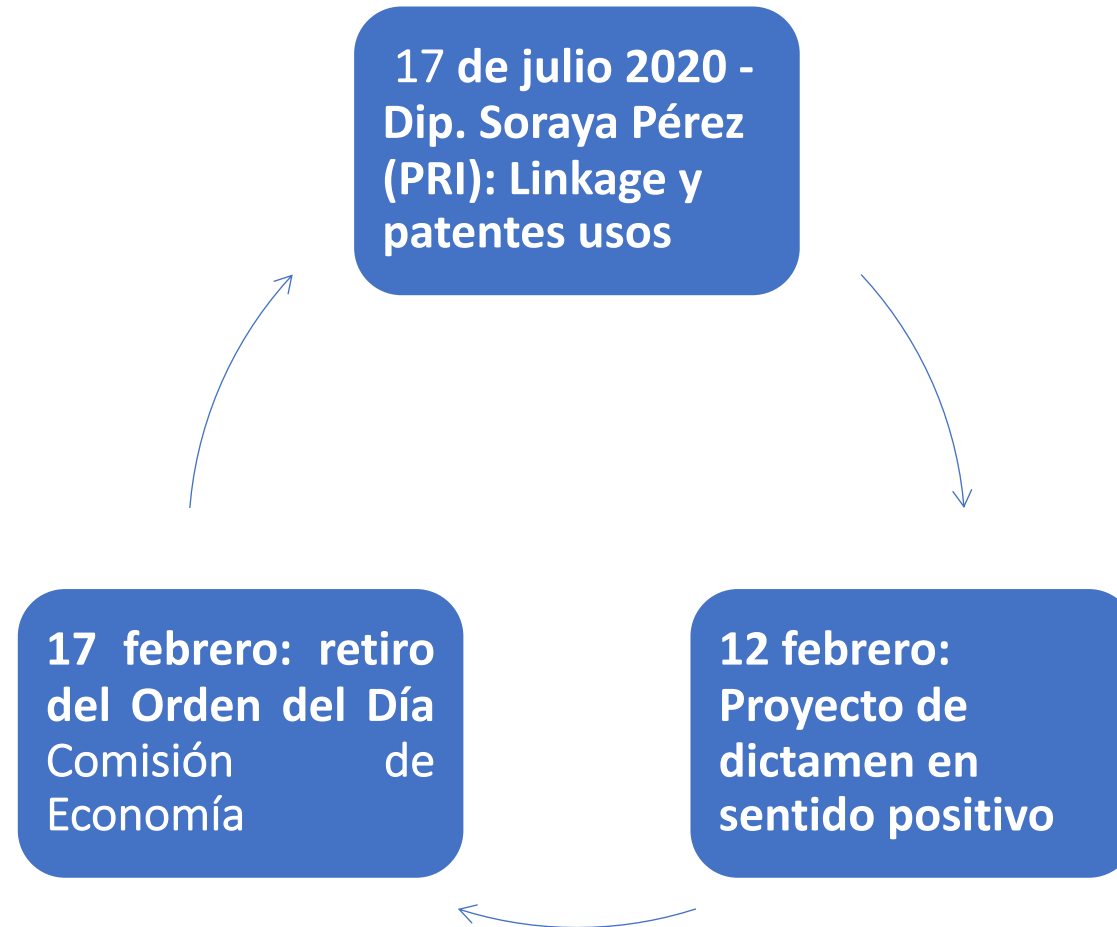 17 de julio 2020 -
Dip. Soraya Pérez
(PRI): Linkage y
patentes usos
12 febrero:
Proyecto de
dictamen en
sentido positivo
17 febrero: retiro
del Orden del Día
Comisión de
Economía